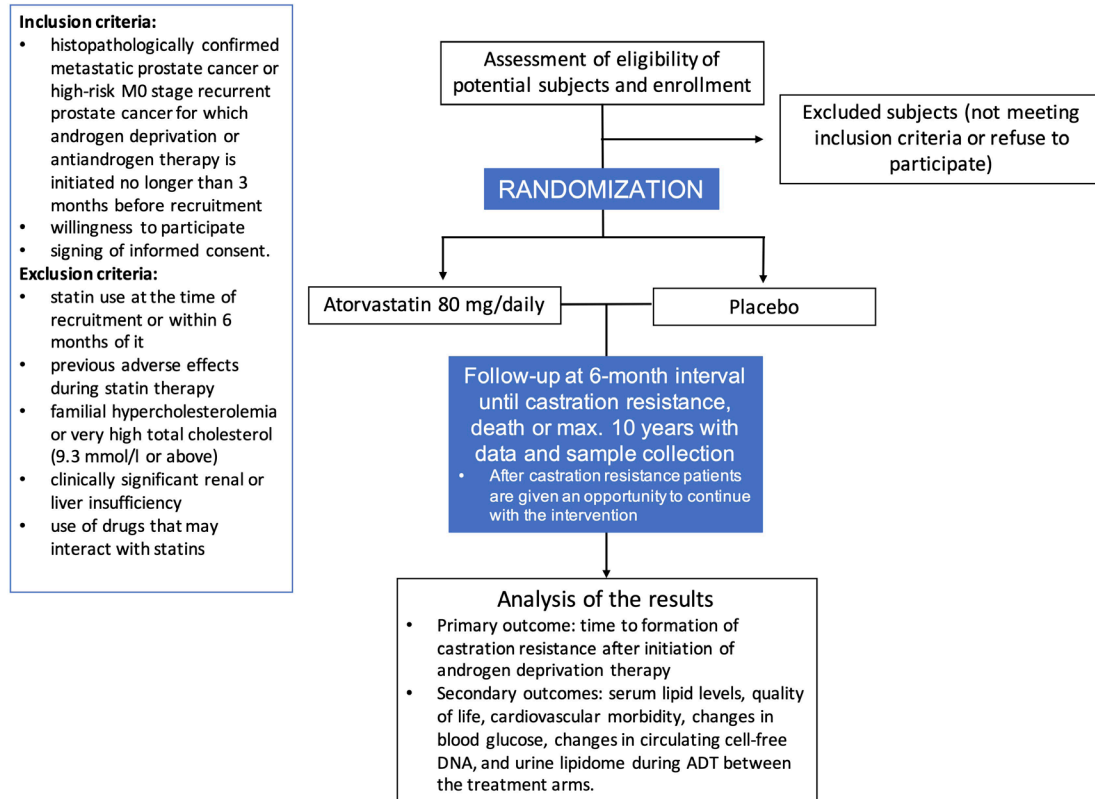 Inclusion criteria:
• histopathologically confirmed
metastatic prostate cancer or
high-risk M0 stage recurrent
prostate cancer for which
androgen deprivation or
antiandrogen therapy is
initiated no longer than 3
months before recruitment
• willingness to participate
• signing of informed consent.
Exclusion criteria:
• statin use at the time of
recruitment or within 6
months of it
• previous adverse effects
during statin therapy
• familial hypercholesterolemia
or very high total cholesterol
(9.3 mmol/l or above)
• clinically significant renal or
liver insufficiency
• use of drugs that may
interact with statins
Assessment of eligibility of
potential subjects and enrollment
Excluded subjects (not meeting
inclusion criteria or refuse to
participate)
RANDOMIZATION
Atorvastatin 80 mg/daily
Placebo
Follow-up at 6-month interval
until castration resistance,
death or max. 10 years with
data and sample collection
• After castration resistance patients
are given an opportunity to continue
with the intervention
Analysis of the results
• Primary outcome: time to formation of
castration resistance after initiation of
androgen deprivation therapy
• Secondary outcomes: serum lipid levels, quality
of life, cardiovascular morbidity, changes in
blood glucose, changes in circulating cell-free
DNA, and urine lipidome during ADT between
the treatment arms.